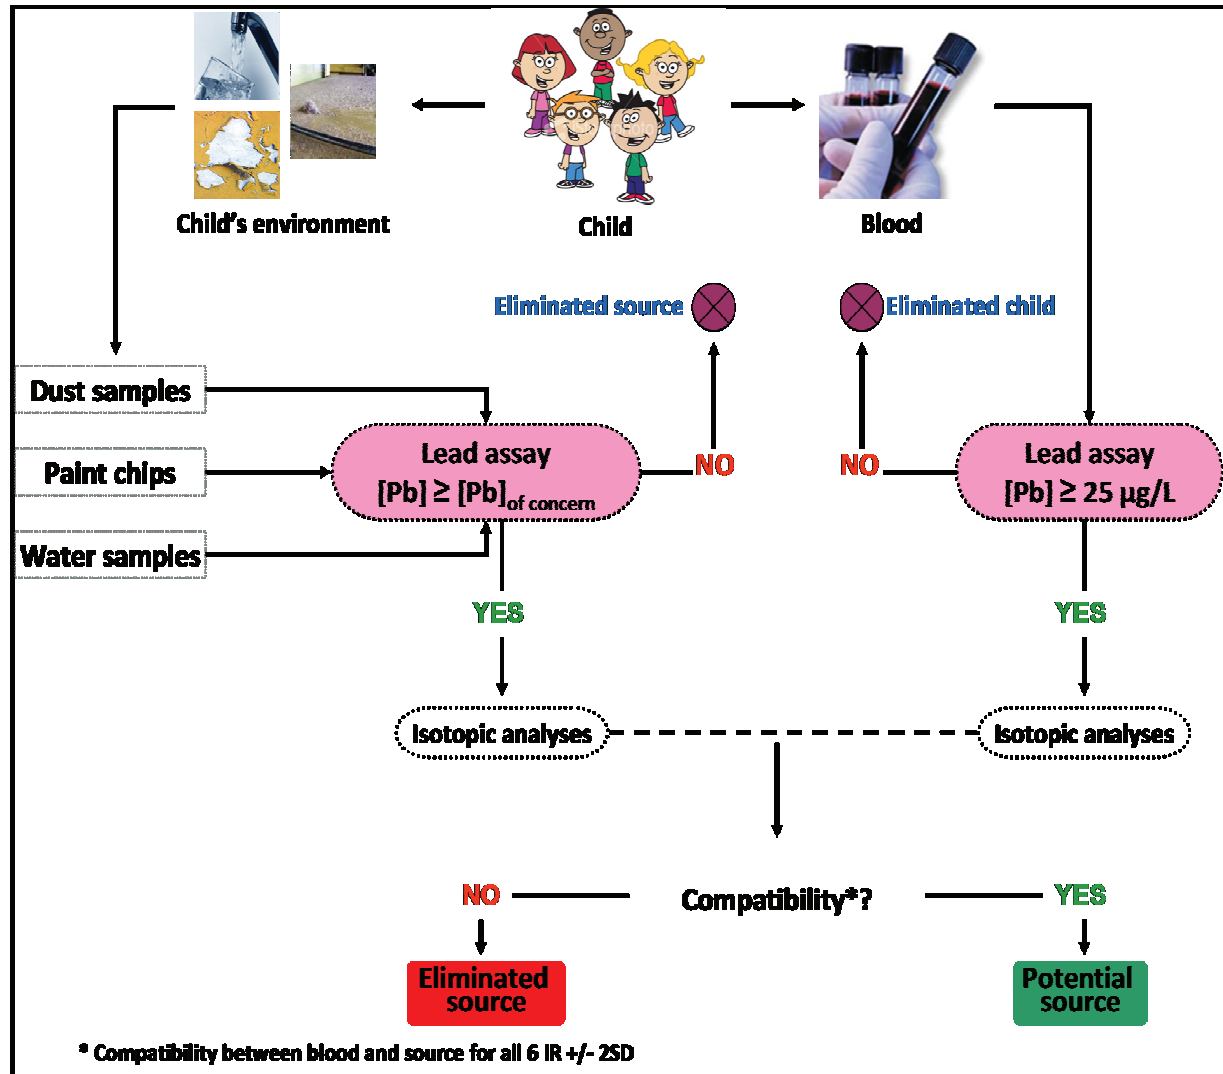 Child's environment
Child
Blood
Eliminated source
Eliminated child
Dust samples
Paint chips
Water samples
Lead assay
[Pb] ≥ [Pb]of concern
NO
NO
Lead assay
[Pb] ≥ 25 µg/L
YES
YES
Isotopic analyses
Isotopic analyses
NO
Compatibility*?
YES
Eliminated
source
Potential
source
* Compatibility between blood and source for all 6 IR +/- 2SD